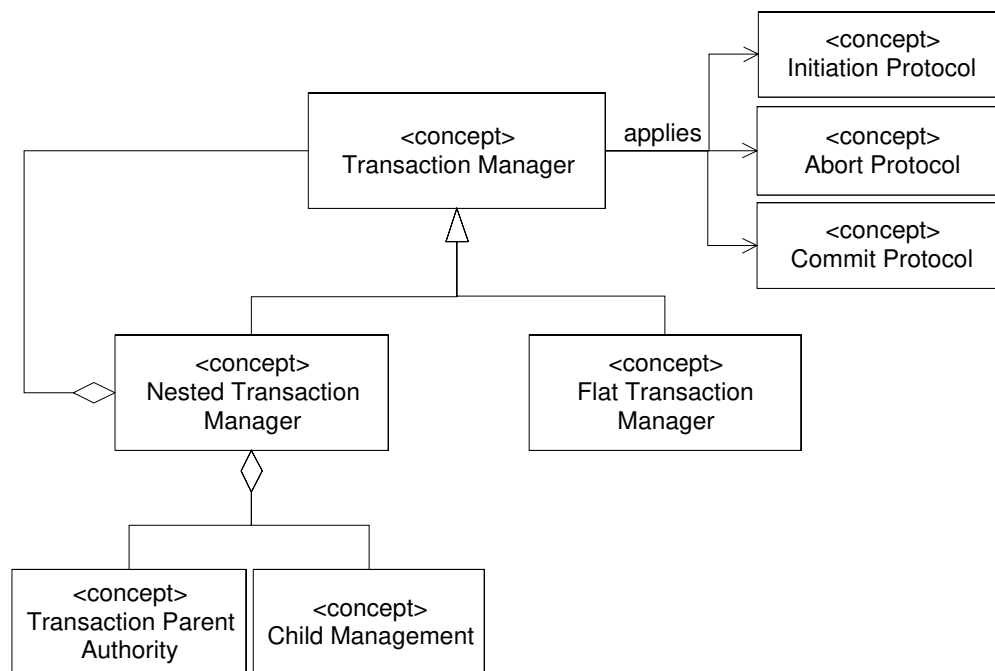 <concept>
Initiation Protocol
<concept>
Transaction Manager
applies
<concept>
Abort Protocol
<concept>
Commit Protocol
<concept>
Nested Transaction
Manager
<concept>
Flat Transaction
Manager
<concept>
Transaction Parent
Authority
<concept>
Child Management